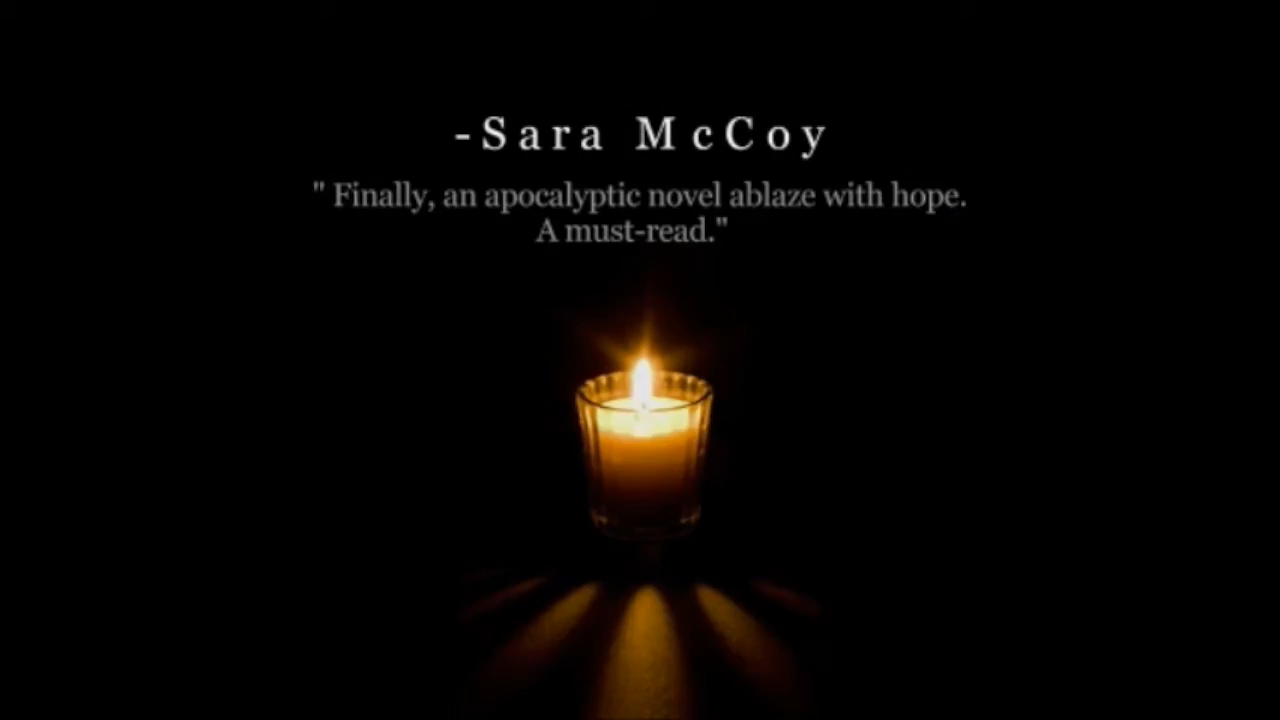 -Sara McCoy
" Finally, an apocalyptic novel ablaze with hope.
A must-read."